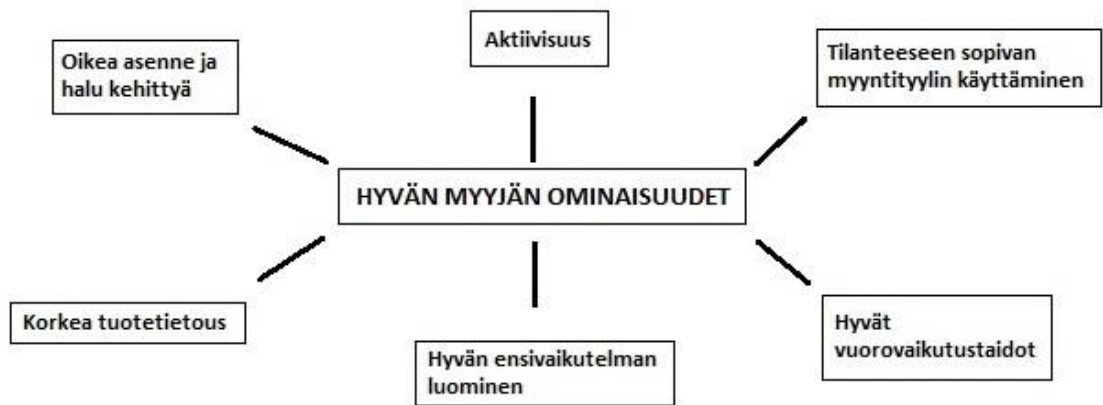 Aktiivisuus
Oikea asenne ja
halu kehittyä
Tilanteeseen sopivan
myyntityylin käyttäminen
HYVÄN MYYJÄN OMINAISUUDET
Korkea tuotetietous
Hyvän ensivaikutelman
luominen
Hyvät
vuorovaikutustaidot